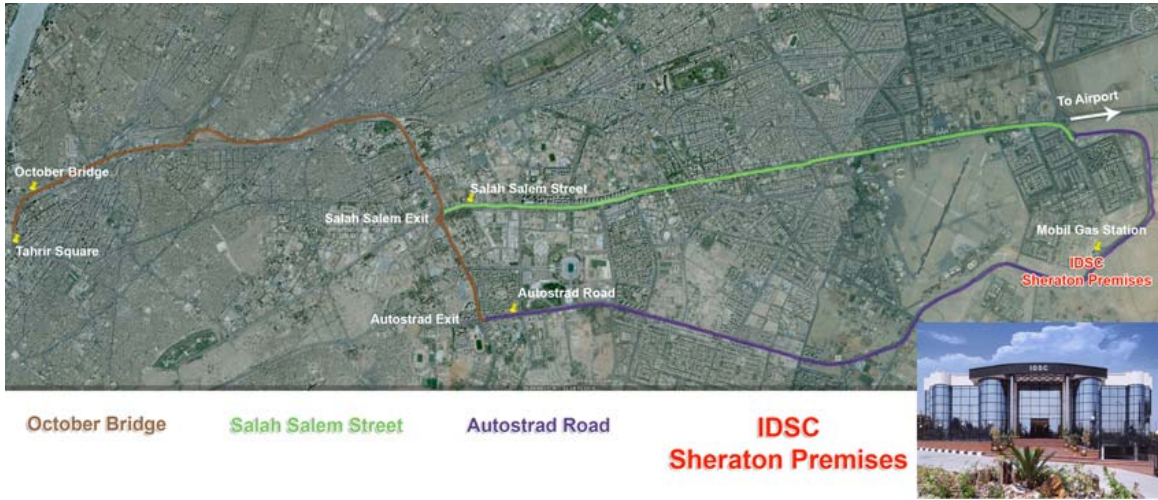 To Airport
October Bridge
Salah Salem Street
Salah Salem Exit
Mobil Gas Station
Tahrir Square
IDSC
Sheraton Premises
Autostrad Road
Autostrad Exit
IDSC
October Bridge
Salah Salem Street
Autostrad Road
IDSC
Sheraton Premises